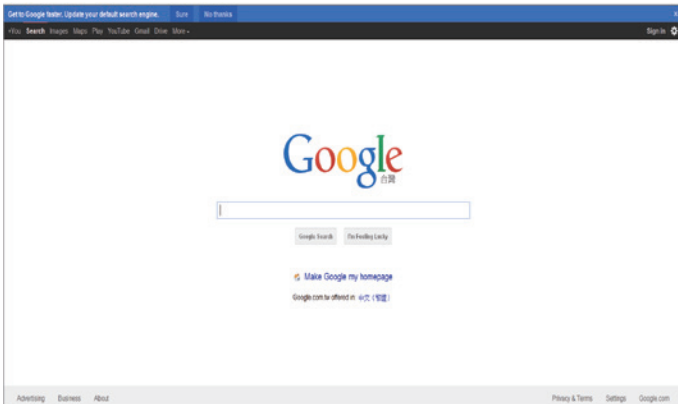 Get to Google faster. Update your default search engine. Sure No thanks x
+You Search Images Maps Play YouTube Gmail Drive More Sign in
Google
台灣
Google Search I'm Feeling Lucky
Make Google my homepage
Google.com.tw offered in: 中文（繁體）
Advertising Business About Privacy & Terms Settings Google.com